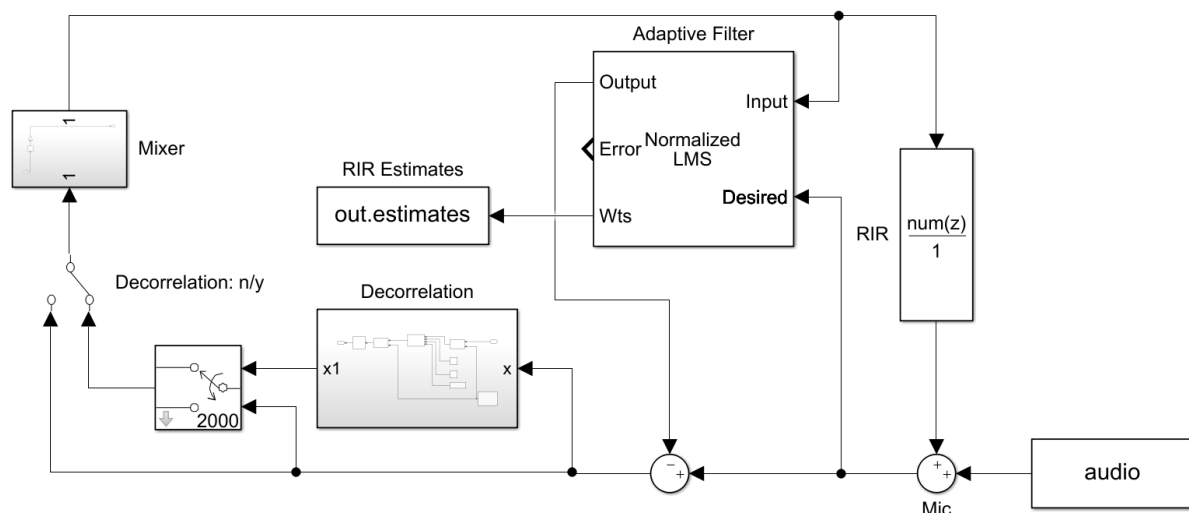 Adaptive Filter
Output
Input
1
Mixer
Error
Normalized
LMS
RIR Estimates
out.estimates
Wts
Desired
RIR
num(z)
1
1
Decorrelation: n/y
Decorrelation
x1
x
2000
−
+
+
+
audio
Mic